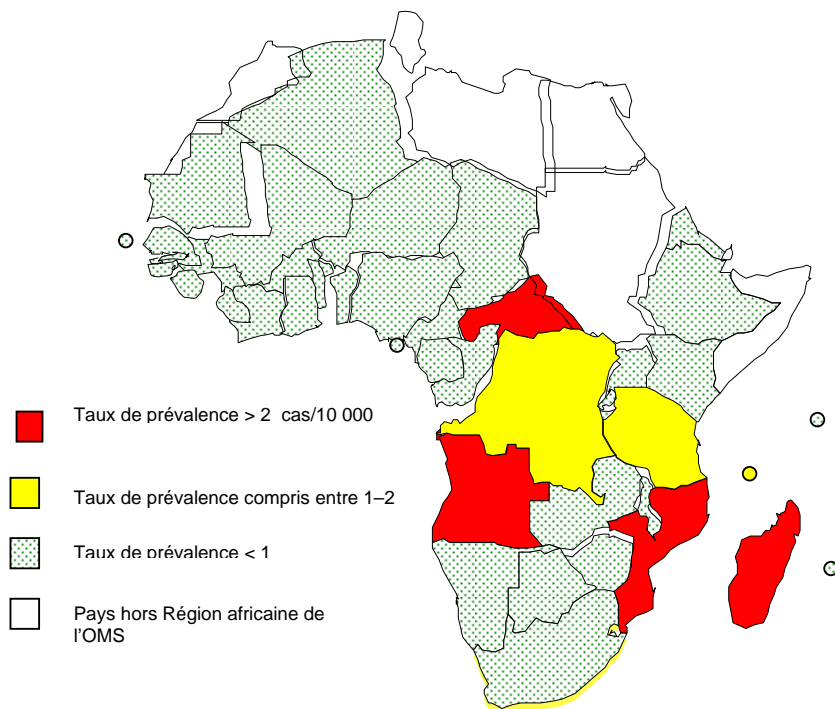 Taux de prévalence > 2 cas/10 000
Taux de prévalence compris entre 1–2
Taux de prévalence < 1
Pays hors Région africaine de
l'OMS